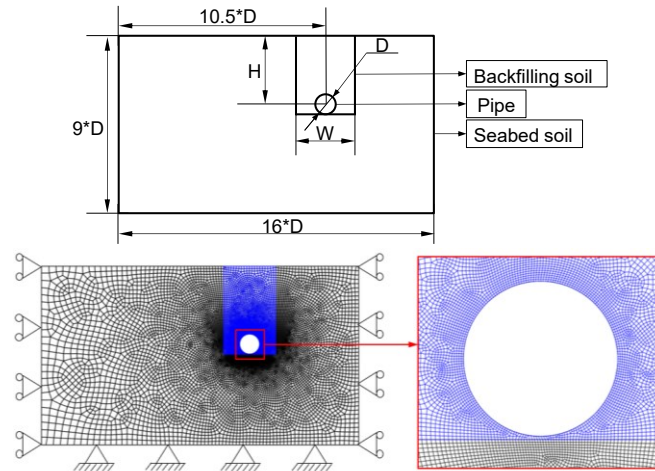 10.5*D
D
H
Backfilling soil
Pipe
9*D
W
Seabed soil
16*D